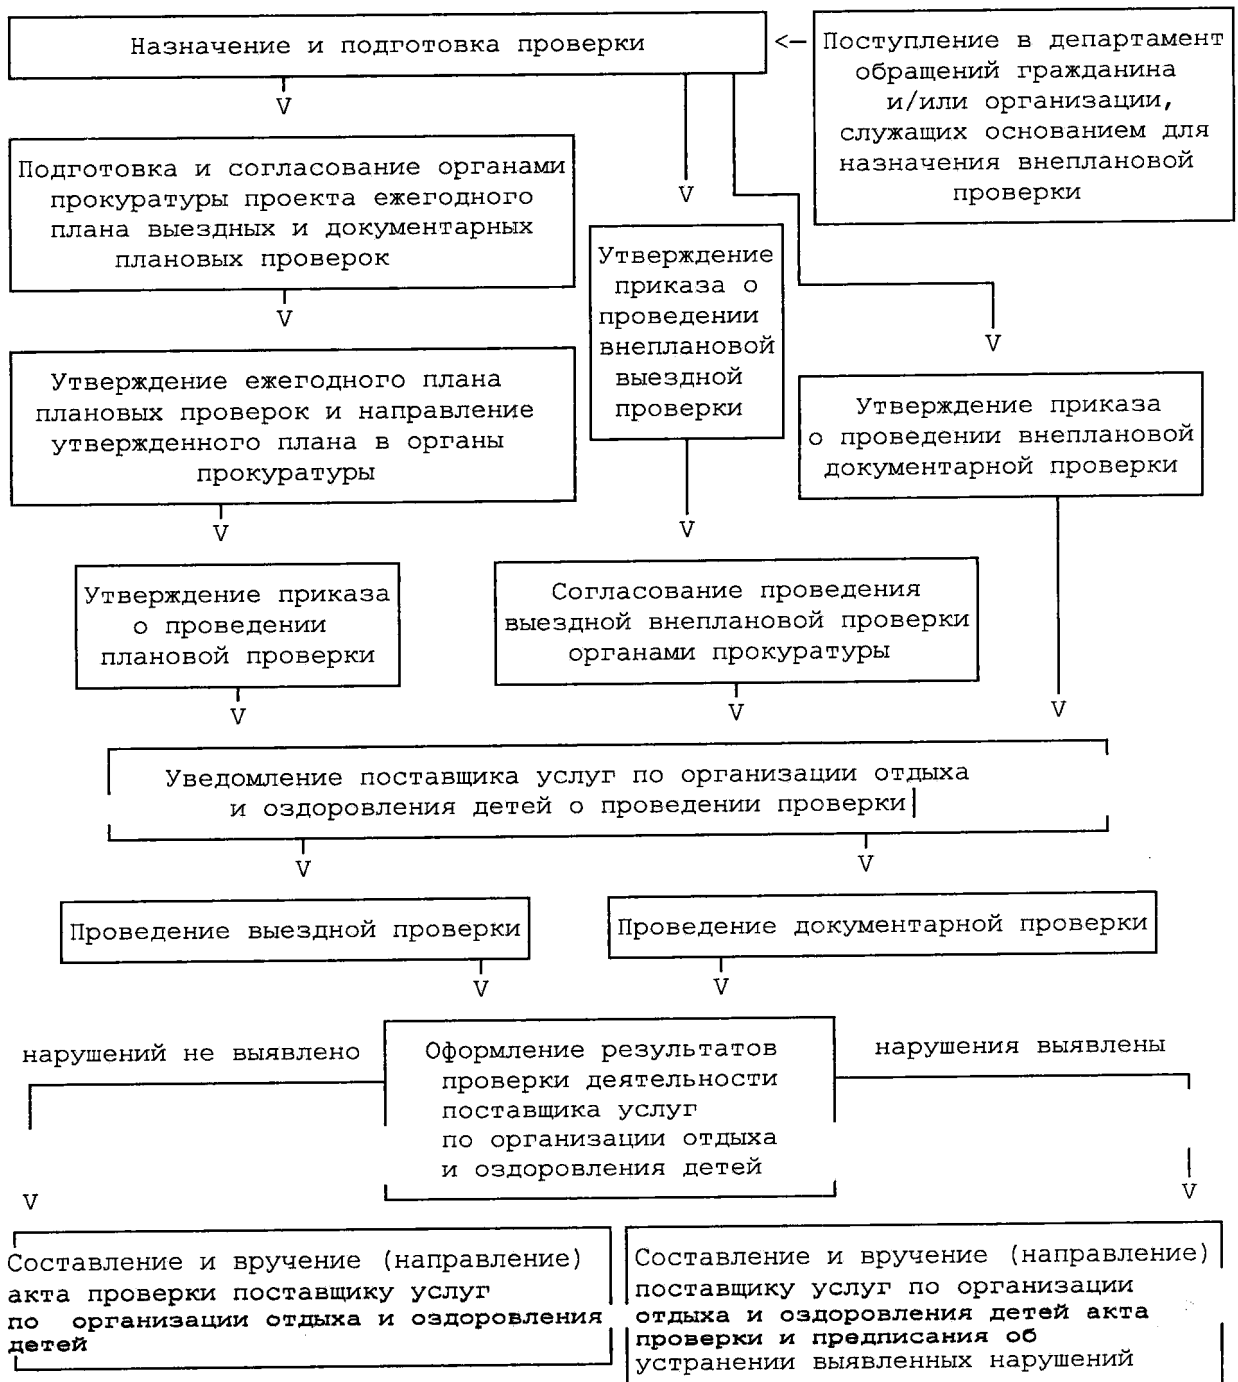 Назначение и подготовка проверки
<—
Поступление в департамент
обращений гражданина
и/или организации,
служащих основанием для
назначения внеплановой
проверки
V
Подготовка и согласование органами
прокуратуры проекта ежегодного
плана выездных и документарных
плановых проверок
V
V
Утверждение
приказа о
проведении
внеплановой
выездной
проверки
V
V
Утверждение ежегодного плана
плановых проверок и направление
утвержденного плана в органы
прокуратуры
Утверждение приказа
о проведении внеплановой
документарной проверки
V
V
Утверждение приказа
о проведении
плановой проверки
Согласование проведения
выездной внеплановой проверки
органами прокуратуры
V
V
V
Уведомление поставщика услуг по организации отдыха
и оздоровления детей о проведении проверки
V
V
Проведение выездной проверки
Проведение документарной проверки
V
V
нарушений не выявлено
Оформление результатов
проверки деятельности
поставщика услуг
по организации отдыха
и оздоровления детей
нарушения выявлены
V
V
Составление и вручение (направление)
акта проверки поставщику услуг
по организации отдыха и оздоровления
детей
Составление и вручение (направление)
поставщику услуг по организации
отдыха и оздоровления детей акта
проверки и предписания об
устранении выявленных нарушений